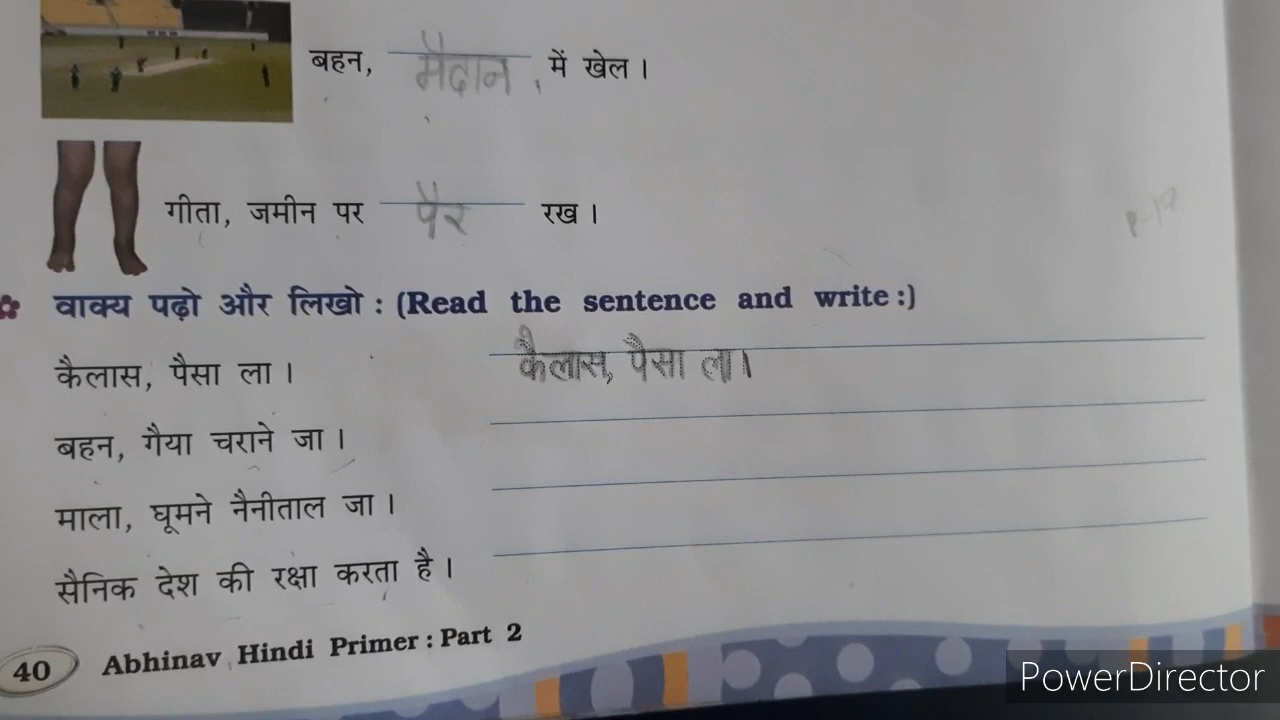 बहन, मैदान में खेल ।
गीता, जमीन पर पैर रख ।
वाक्य पढ़ो और लिखो : (Read the sentence and write :)
कैलास, पैसा ला । कैलास, पैसा ला ।
बहन, गैया चराने जा ।
माला, घूमने नैनीताल जा ।
सैनिक देश की रक्षा करता है ।
40 Abhinav Hindi Primer : Part 2
PowerDirector